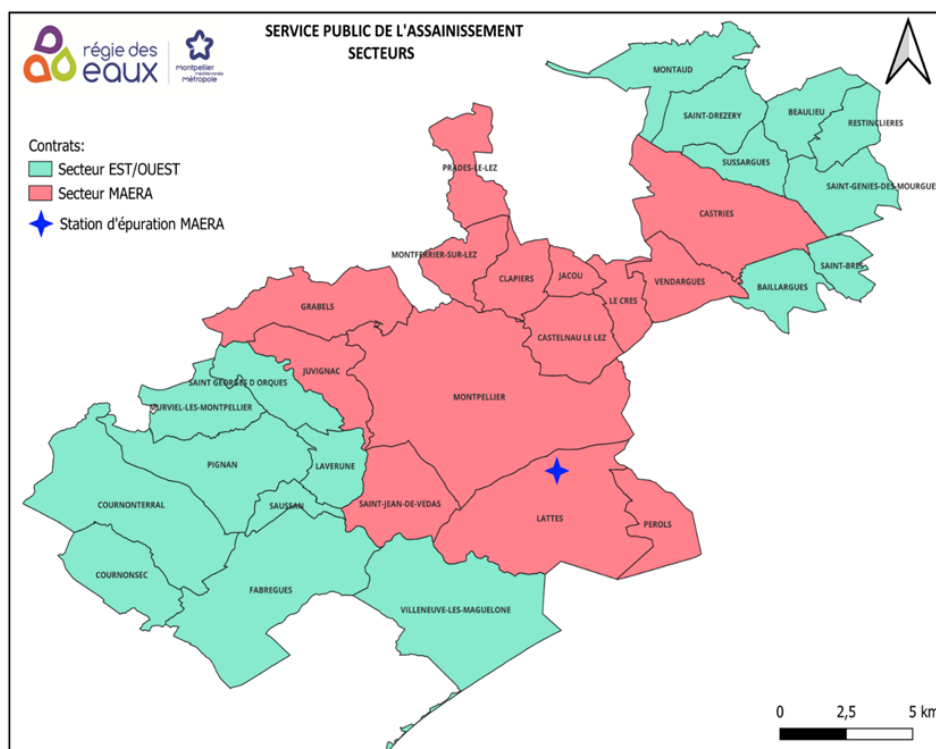 régie des
eaux
Montpellier
méditerranée
Métropole
SERVICE PUBLIC DE L'ASSAINISSEMENT
SECTEURS
Contrats:
Secteur EST/OUEST
Secteur MAERA
Station d'épuration MAERA
MONTAUD
SAINT-DREZERY
BEAULIEU
RESTINCLIERES
SUSSARGUES
SAINT-GENIES-DES-MOURGUES
CASTRIES
PRADES-LE-LEZ
MONTFERRIER-SUR-LEZ
CLAPIERS
JACOU
LE CRES
VENDARGUES
SAINT-BRES
BAILLARGUES
GRABELS
CASTELNAU LE LEZ
JUVIGNAC
SAINT GEORGES D ORQUES
MURVIEL-LES-MONTPELLIER
MONTPELLIER
PIGNAN
LAVERUNE
COURNONTERRAL
SAUSSAN
SAINT-JEAN-DE-VEDAS
LATTES
PEROLS
COURNONSEC
FABREGUES
VILLENEUVE-LES-MAGUELONE
0 2,5 5 km